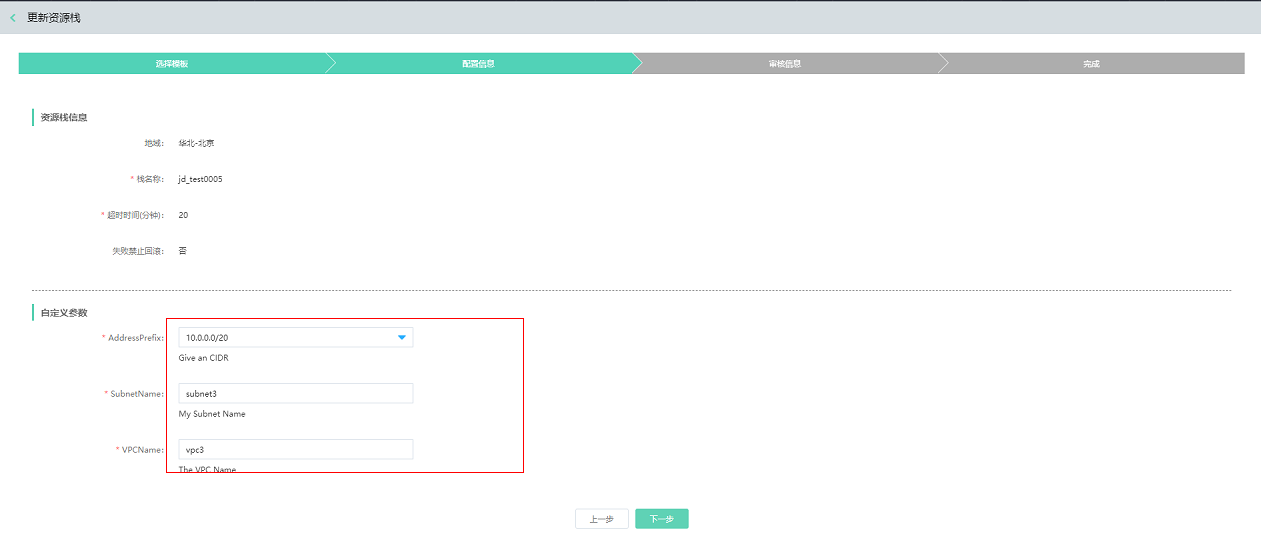 更新资源栈
选择模板 配置信息 审核信息 完成
资源栈信息
地域: 华北-北京
* 栈名称: jd_test0005
* 超时时间(分钟): 20
失败禁止回滚: 否
自定义参数
* AddressPrefix: 10.0.0.0/20
Give an CIDR
* SubnetName: subnet3
My Subnet Name
* VPCName: vpc3
The VPC Name
上一步 下一步